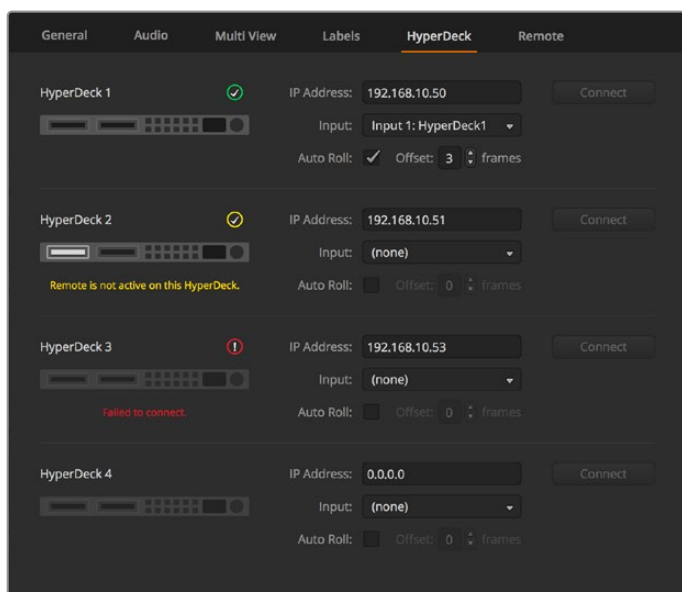 General Audio Multi View Labels HyperDeck Remote
HyperDeck 1 IP Address: 192.168.10.50 Connect
Input: Input 1: HyperDeck1
Auto Roll: Offset: 3 frames
HyperDeck 2 IP Address: 192.168.10.51 Connect
Input: (none)
Remote is not active on this HyperDeck. Auto Roll: Offset: 0 frames
HyperDeck 3 IP Address: 192.168.10.53 Connect
Input: (none)
Failed to connect. Auto Roll: Offset: 0 frames
HyperDeck 4 IP Address: 0.0.0.0 Connect
Input: (none)
Auto Roll: Offset: 0 frames